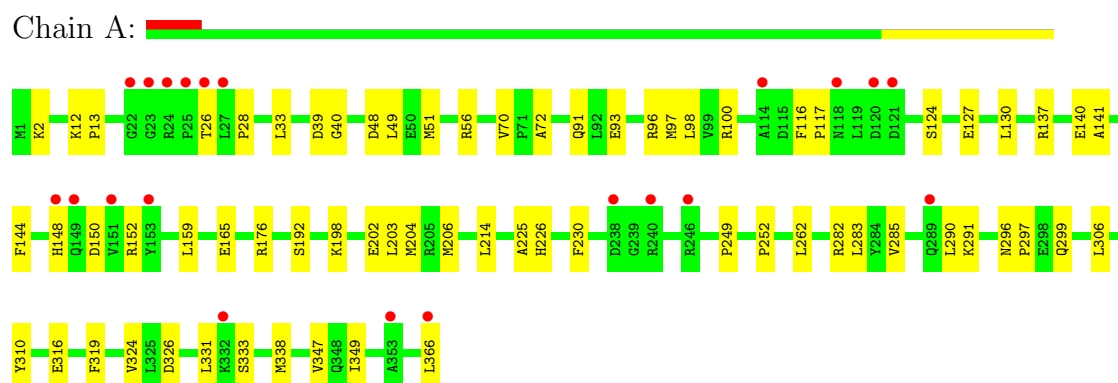 Chain A:
M1 K2 K12 P13 G22 G23 R24 P25 T26 L27 P28 L33 D39 G40 D48 L49 E50 M51 R56 V70 P71 A72 Q91 L92 E93 R96 M97 L98 V99 R100 A114 D115 F116 P117 N118 L119 D120 D121 S124 E127 L130 R137 E140 A141
F144 H148 Q149 D150 V151 R152 Y153 L159 E165 R176 S192 K198 E202 L203 M204 R205 M206 L214 A225 H226 F230 D238 G239 R240 R246 P249 P252 L262 R282 L283 Y284 V285 Q289 L290 K291 N296 P297 E298 Q299 L306
Y310 E316 F319 V324 L325 D326 L331 K332 S333 M338 V347 Q348 I349 A353 L366